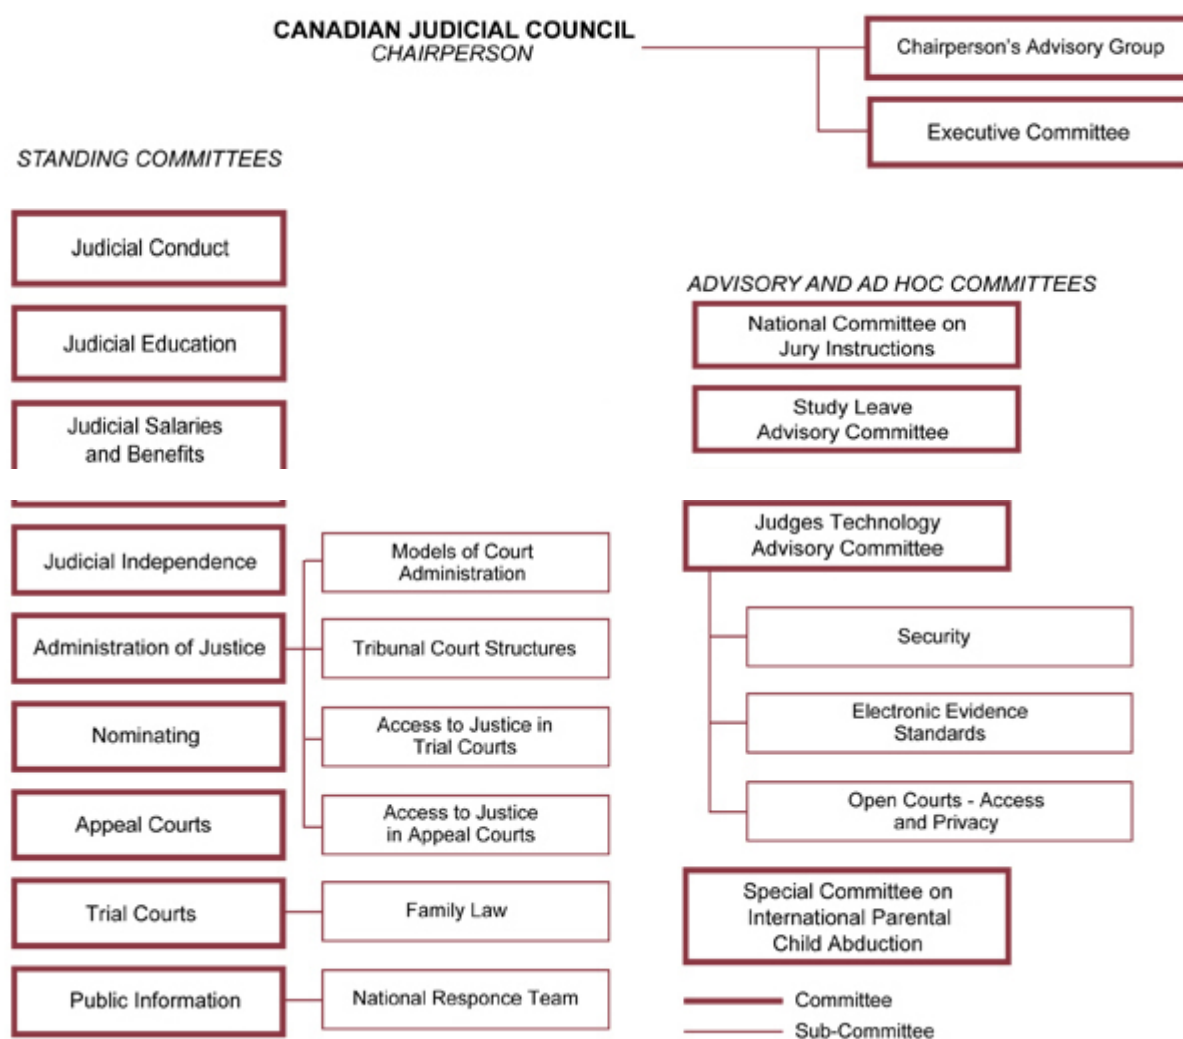 CANADIAN JUDICIAL COUNCIL
CHAIRPERSON
Chairperson's Advisory Group
Executive Committee
STANDING COMMITTEES
Judicial Conduct
Judicial Education
Judicial Salaries
and Benefits
Judicial Independence
Administration of Justice
Nominating
Appeal Courts
Trial Courts
Public Information
Models of Court
Administration
Tribunal Court Structures
Access to Justice in
Trial Courts
Access to Justice
in Appeal Courts
Family Law
National Responce Team
ADVISORY AND AD HOC COMMITTEES
National Committee on
Jury Instructions
Study Leave
Advisory Committee
Judges Technology
Advisory Committee
Security
Electronic Evidence
Standards
Open Courts - Access
and Privacy
Special Committee on
International Parental
Child Abduction
Committee
Sub-Committee